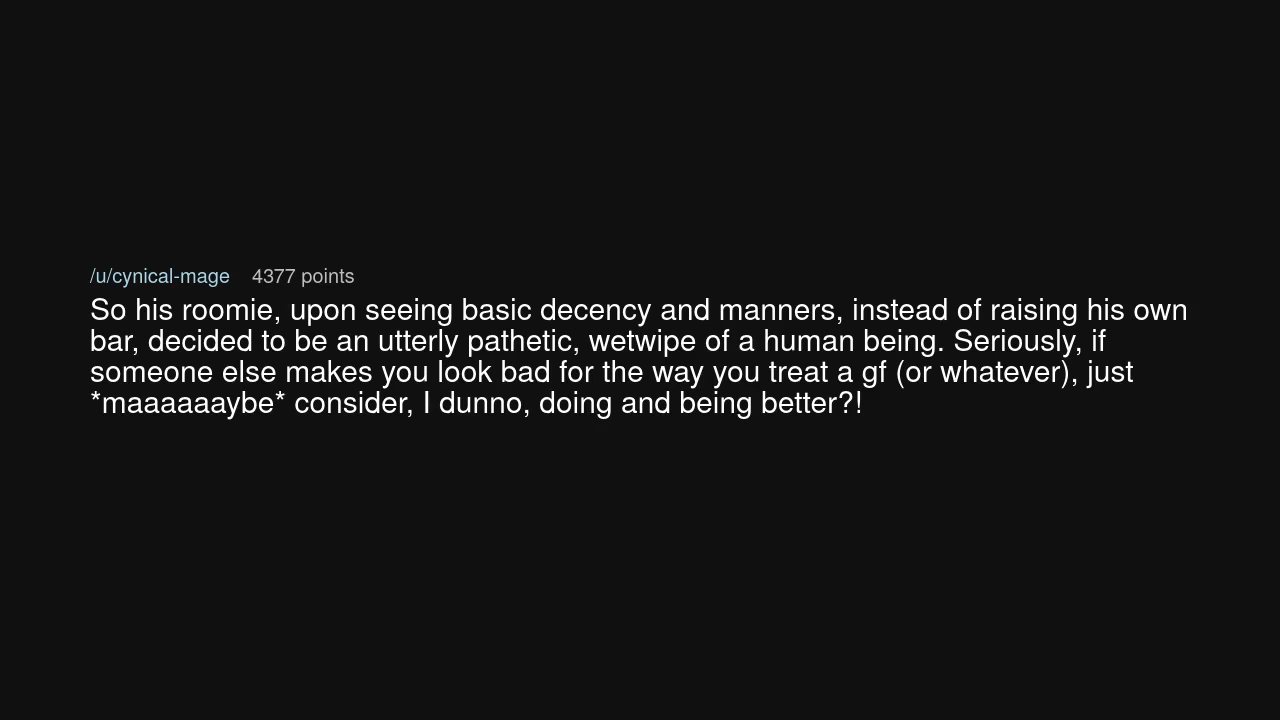 /u/cynical-mage 4377 points
So his roomie, upon seeing basic decency and manners, instead of raising his own
bar, decided to be an utterly pathetic, wetwipe of a human being. Seriously, if
someone else makes you look bad for the way you treat a gf (or whatever), just
*maaaaaaybe* consider, I dunno, doing and being better?!